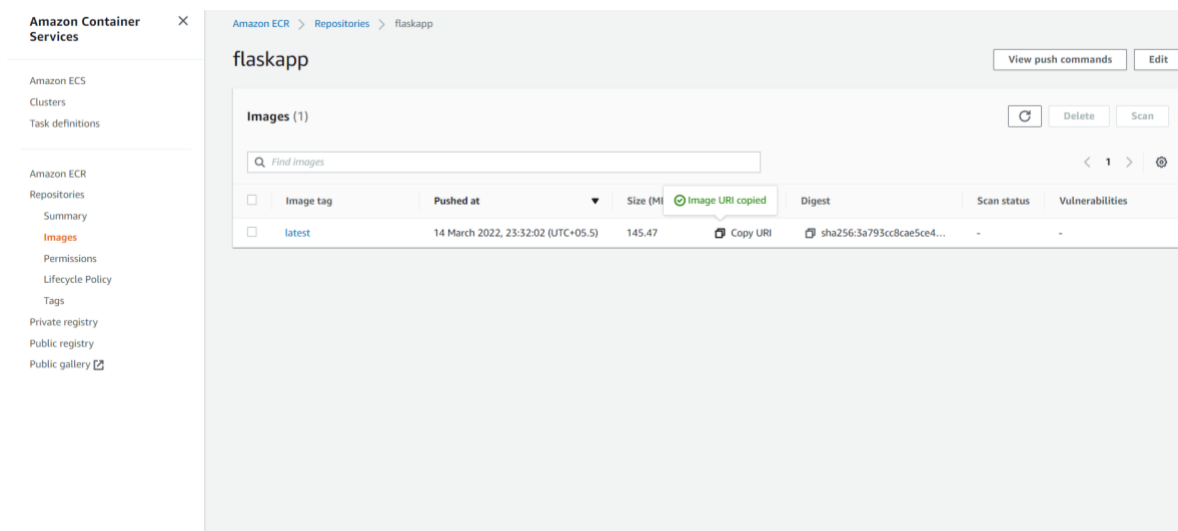 Amazon Container
Services
Amazon ECS
Clusters
Task definitions
Amazon ECR
Repositories
Summary
Images
Permissions
Lifecycle Policy
Tags
Private registry
Public registry
Public gallery
Amazon ECR > Repositories > flaskapp
flaskapp
View push commands Edit
Images (1)
Delete Scan
Find images
< 1 >
Image tag Pushed at Size (MI Image URI copied Digest Scan status Vulnerabilities
latest 14 March 2022, 23:32:02 (UTC+05.5) 145.47 Copy URI sha256:3a793cc8cae5ce4... - -